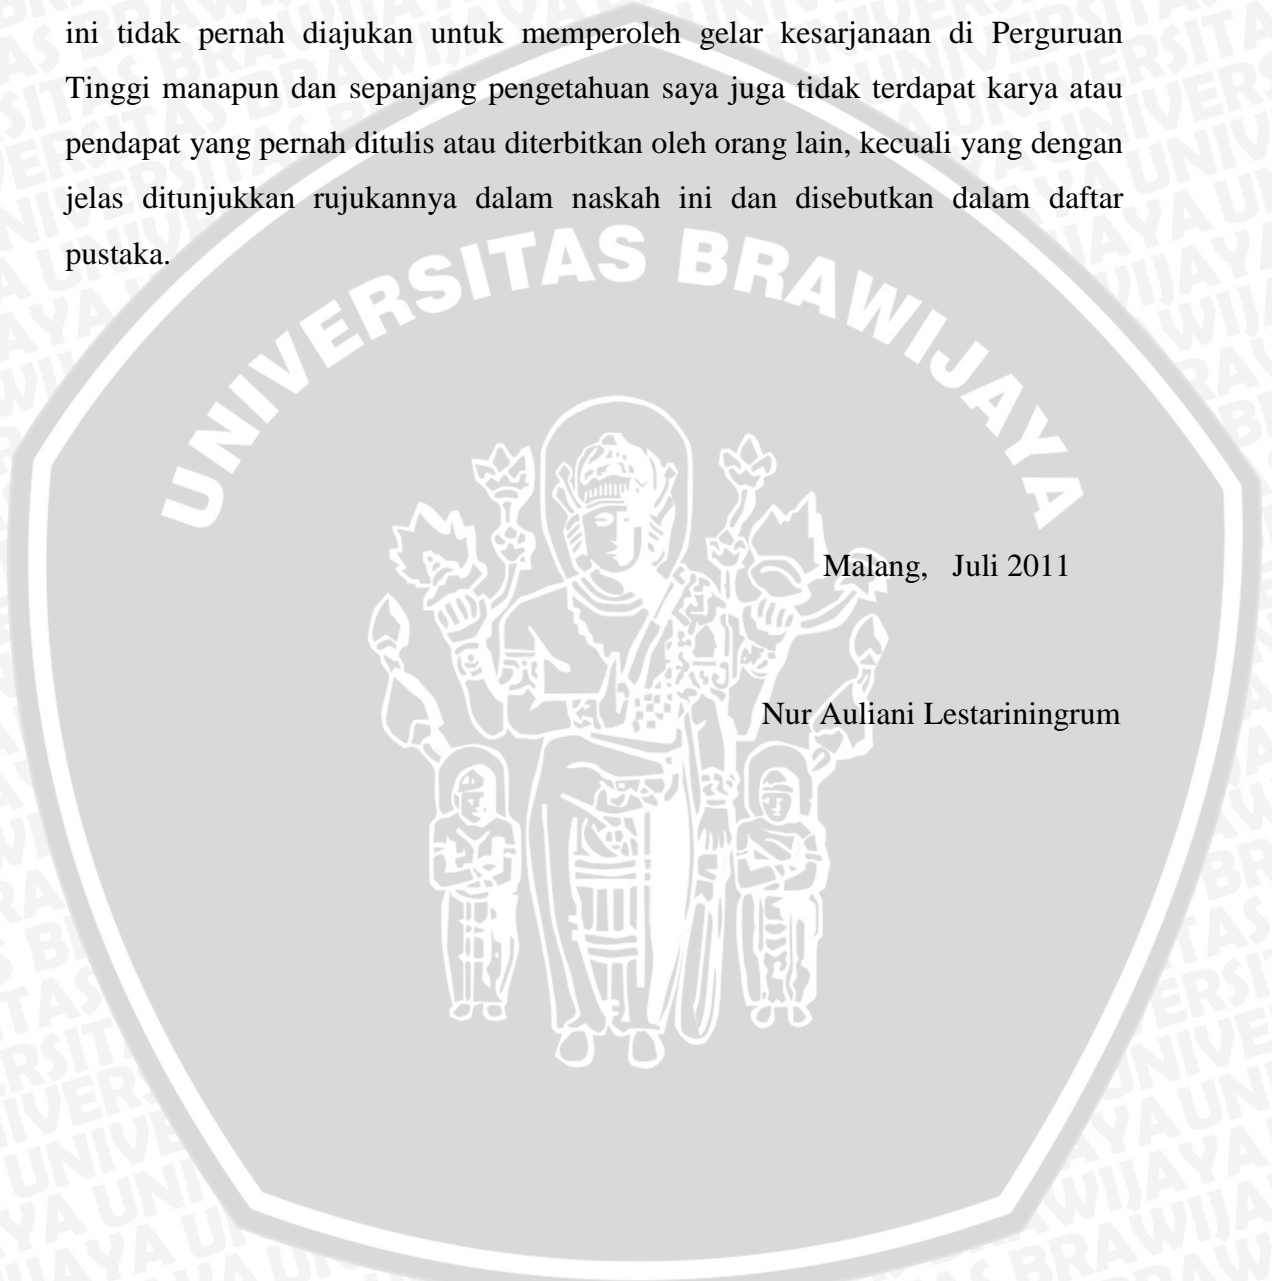 ini tidak pernah diajukan untuk memperoleh gelar kesarjanaan di Perguruan
Tinggi manapun dan sepanjang pengetahuan saya juga tidak terdapat karya atau
pendapat yang pernah ditulis atau diterbitkan oleh orang lain, kecuali yang dengan
jelas ditunjukkan rujukannya dalam naskah ini dan disebutkan dalam daftar
pustaka.
UNIVERSITAS BRAWIJAYA
Malang, Juli 2011
Nur Auliani Lestariningrum